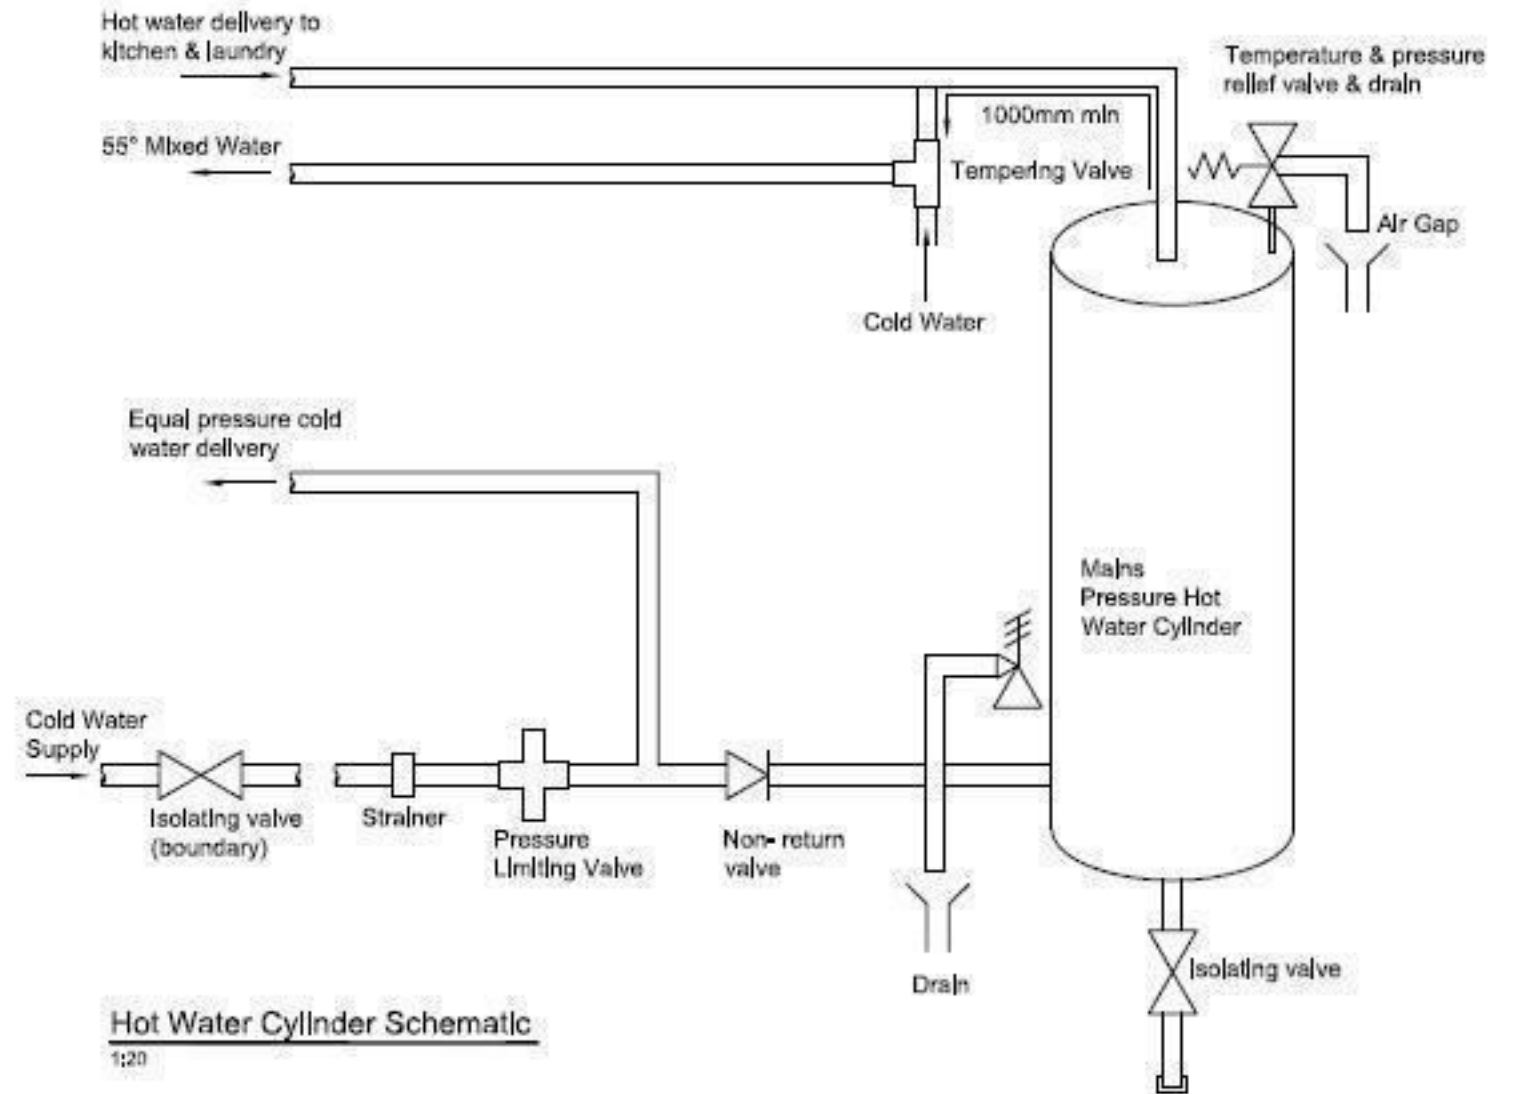 Hot water delivery to
kitchen & laundry
Temperature & pressure
relief valve & drain
1000mm min
55° Mixed Water
Tempering Valve
Air Gap
Cold Water
Equal pressure cold
water delivery
Mains
Pressure Hot
Water Cylinder
Cold Water
Supply
Isolating valve
(boundary)
Strainer
Pressure
Limiting Valve
Non- return
valve
Drain
Isolating valve
Hot Water Cylinder Schematic
1:20